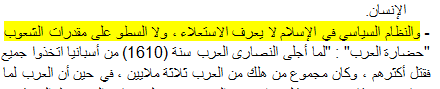 الإنسان.
- والنظام السياسي في الإسلام لا يعرف الاستعلاء ، ولا السطو على مقدرات الشعوب
"حضارة العرب" : "لما أجلى النصارى العرب سنة (1610) من أسبانيا اتخذوا جميع
فقتل أكثرهم ، وكان مجموع من هلك من العرب ثلاثة ملايين ، في حين أن العرب لما